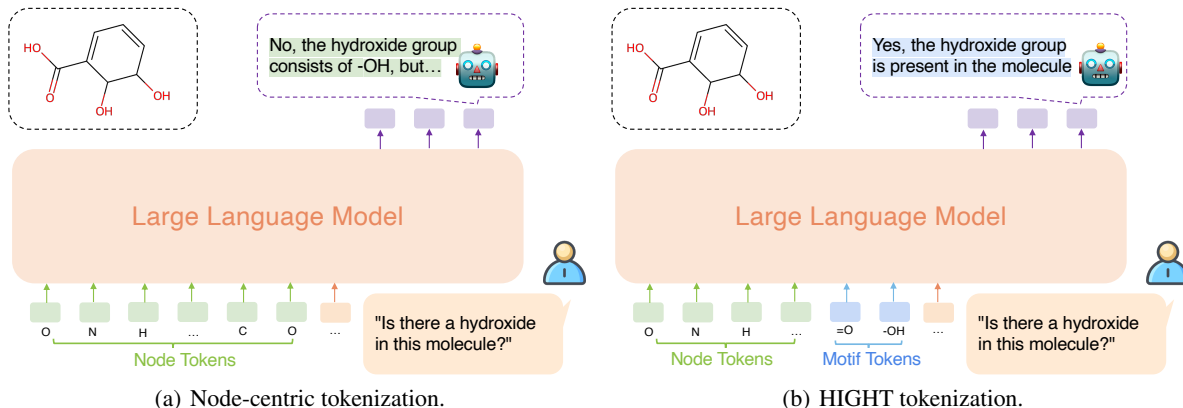 HO
O
OH
OH
No, the hydroxide group
consists of -OH, but…
Large Language Model
O N H … C O …
Node Tokens
"Is there a hydroxide
in this molecule?"
(a) Node-centric tokenization.
HO
O
OH
OH
Yes, the hydroxide group
is present in the molecule
Large Language Model
O N H … =O -OH …
Node Tokens Motif Tokens
"Is there a hydroxide
in this molecule?"
(b) HIGHT tokenization.